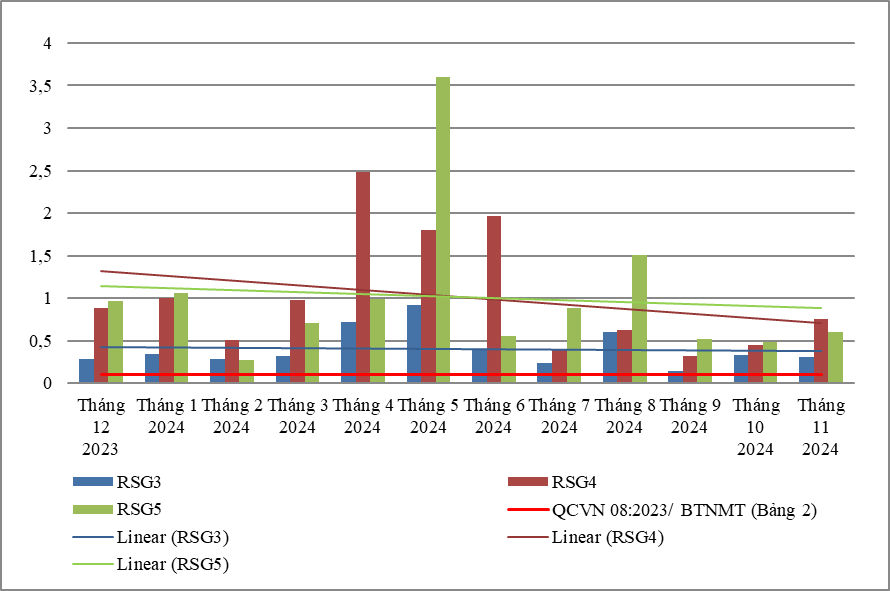 4
3,5
3
2,5
2
1,5
1
0,5
0
Tháng 12 2023
Tháng 1 2024
Tháng 2 2024
Tháng 3 2024
Tháng 4 2024
Tháng 5 2024
Tháng 6 2024
Tháng 7 2024
Tháng 8 2024
Tháng 9 2024
Tháng 10 2024
Tháng 11 2024
RSG3
RSG4
RSG5
QCVN 08:2023/ BTNMT (Bảng 2)
Linear (RSG3)
Linear (RSG4)
Linear (RSG5)